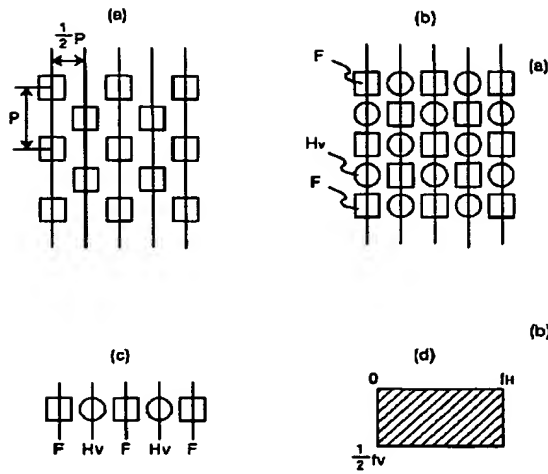 (a)
(b)
1/2 P
F
(a)
P
Hv
F
(b)
(c)
(d)
0
fH
F Hv F Hv F
1/2 fv